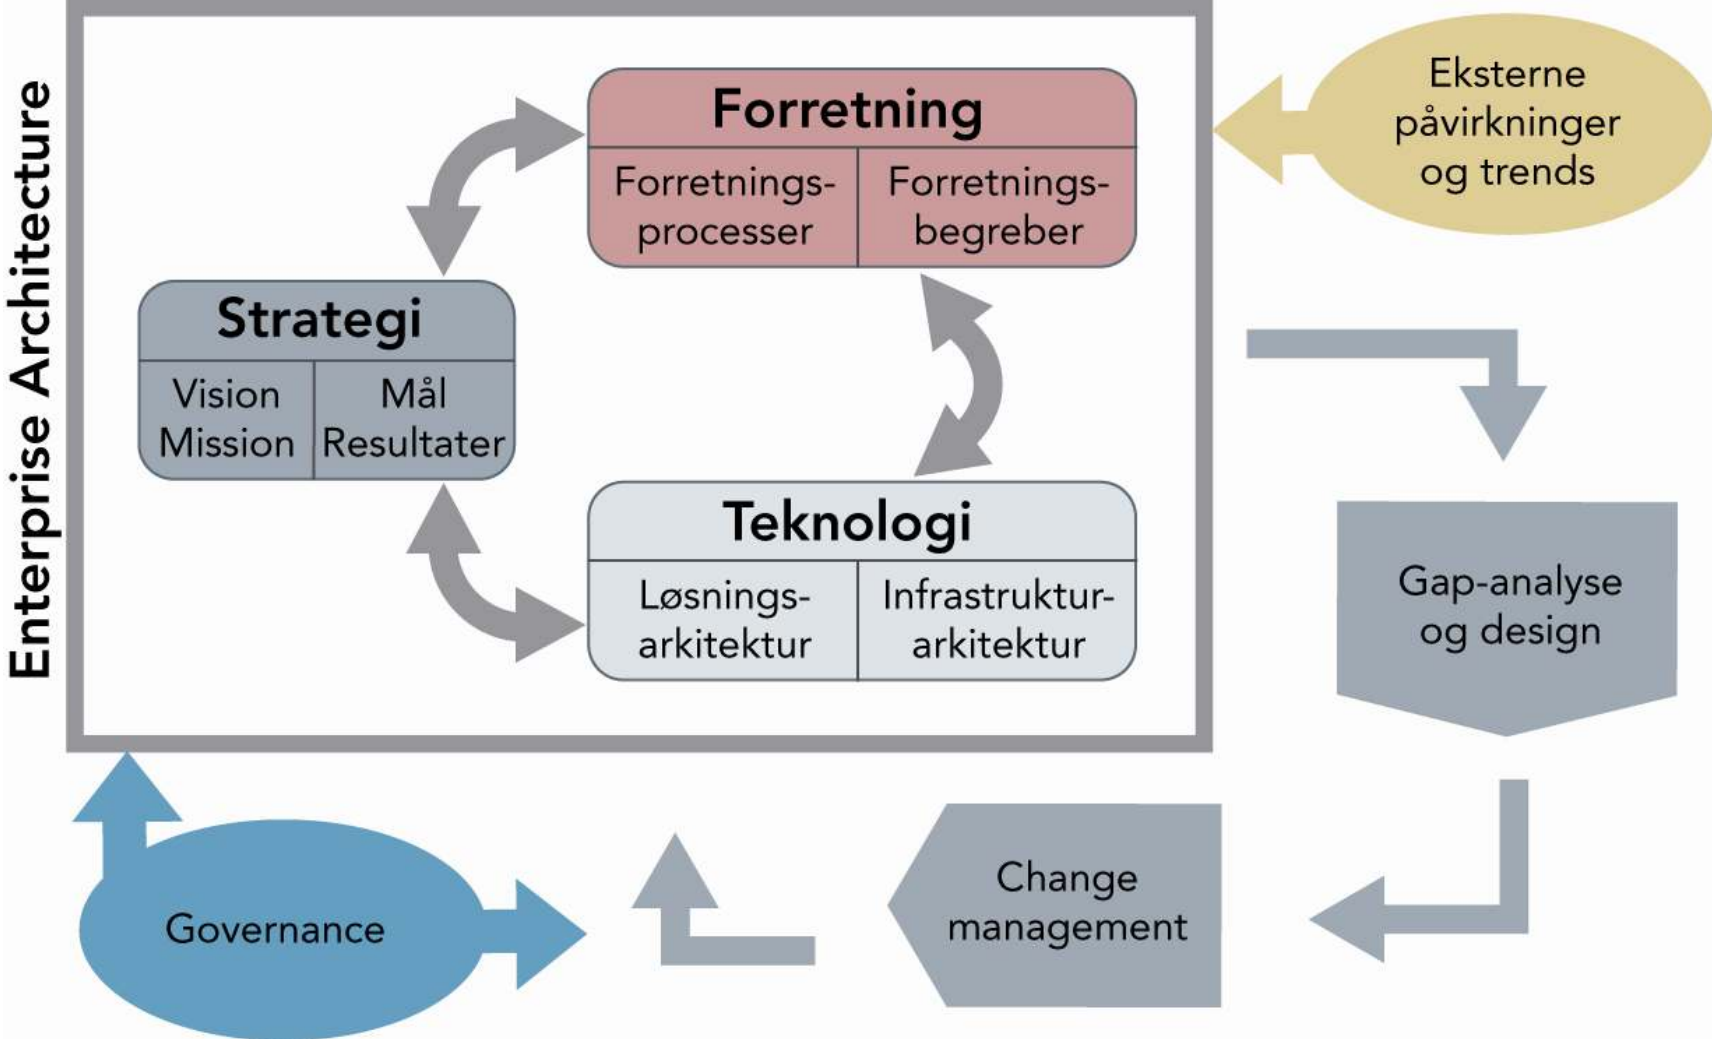 Enterprise Architecture
Forretning
Forretnings-
processer
Forretnings-
begreber
Strategi
Vision
Mission
Mål
Resultater
Teknologi
Løsnings-
arkitektur
Infrastruktur-
arkitektur
Eksterne
påvirkninger
og trends
Gap-analyse
og design
Change
management
Governance